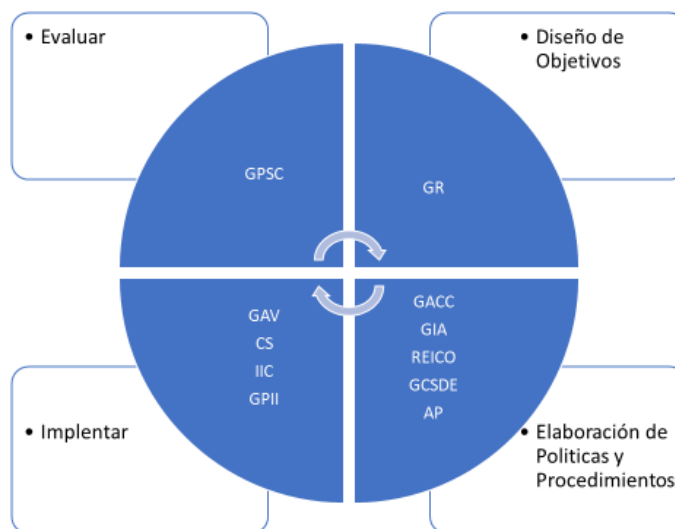 • Evaluar
• Diseño de
Objetivos
GPSC
GR
GAV
CS
IIC
GPII
GACC
GIA
REICO
GCSDE
AP
• Implentar
• Elaboración de
Politicas y
Procedimientos